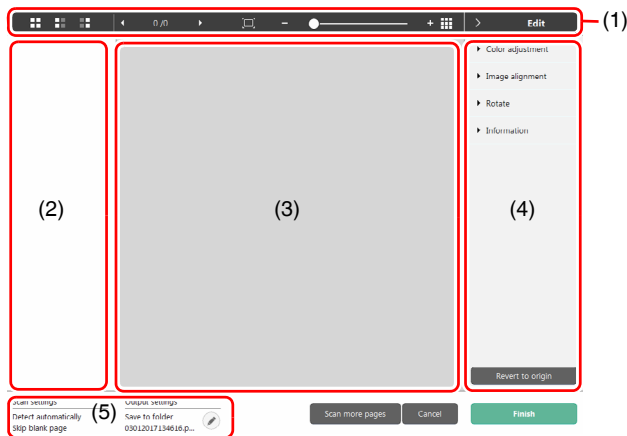 0 /0 - + Edit (1)
Color adjustment
Image alignment
Rotate
Information
(2) (3) (4)
Revert to origin
Scan settings Output settings
Detect automatically (5) Save to folder
Skip blank page 03012017134616.p...
Scan more pages Cancel Finish